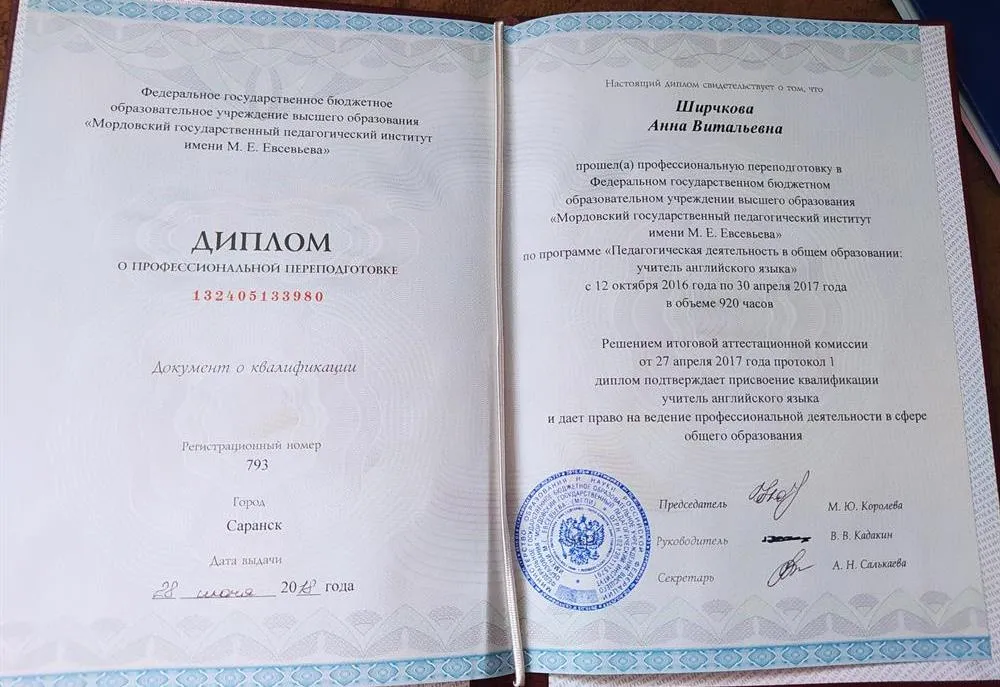 Федеральное государственное бюджетное
образовательное учреждение высшего образования
«Мордовский государственный педагогический институт
имени М. Е. Евсевьева»
ДИПЛОМ
О ПРОФЕССИОНАЛЬНОЙ ПЕРЕПОДГОТОВКЕ
132405133980
Документ о квалификации
Регистрационный номер
793
Город
Саранск
Дата выдачи
28 июня 2018 года
Настоящий диплом свидетельствует о том, что
Ширчкова
Анна Витальевна
прошел(а) профессиональную переподготовку в
Федеральном государственном бюджетном
образовательном учреждении высшего образования
«Мордовский государственный педагогический институт
имени М. Е. Евсевьева»
по программе «Педагогическая деятельность в общем образовании:
учитель английского языка»
с 12 октября 2016 года по 30 апреля 2017 года
в объеме 920 часов
Решением итоговой аттестационной комиссии
от 27 апреля 2017 года протокол 1
диплом подтверждает присвоение квалификации
учитель английского языка
и дает право на ведение профессиональной деятельности в сфере
общего образования
Председатель М. Ю. Королева
Руководитель В. В. Кадакин
Секретарь А. Н. Салькаева